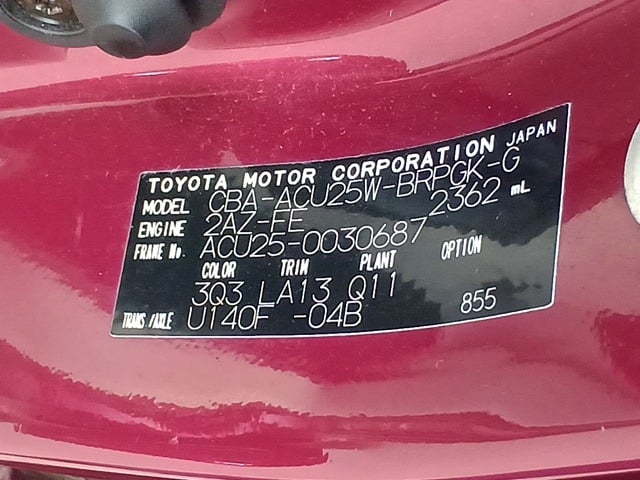 TOYOTA MOTOR CORPORATION JAPAN
MODEL CBA-ACU25W-BRPGK-G
ENGINE 2AZ-FE 2362 mL
FRAME No. ACU25-0030687
COLOR TRIM PLANT OPTION
3Q3 LA13 Q11
TRANS/AXLE U140F -04B 855